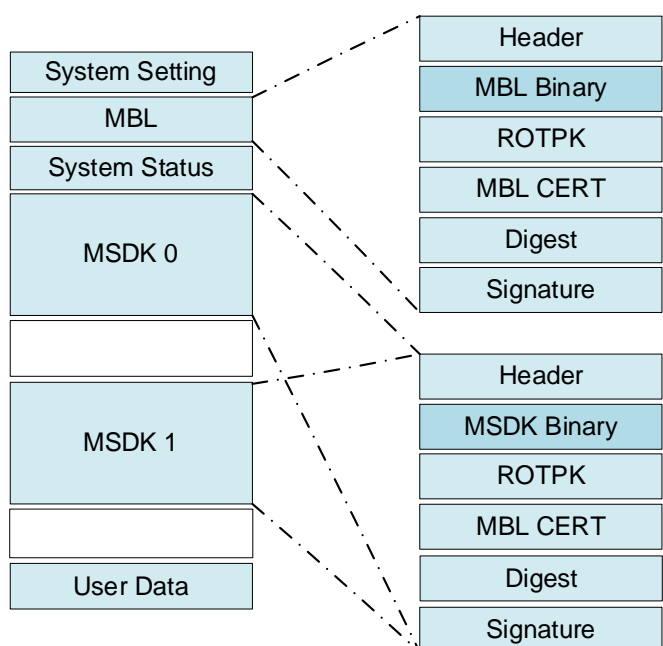 System Setting
MBL
System Status
MSDK 0
MSDK 1
User Data
Header
MBL Binary
ROTPK
MBL CERT
Digest
Signature
Header
MSDK Binary
ROTPK
MBL CERT
Digest
Signature